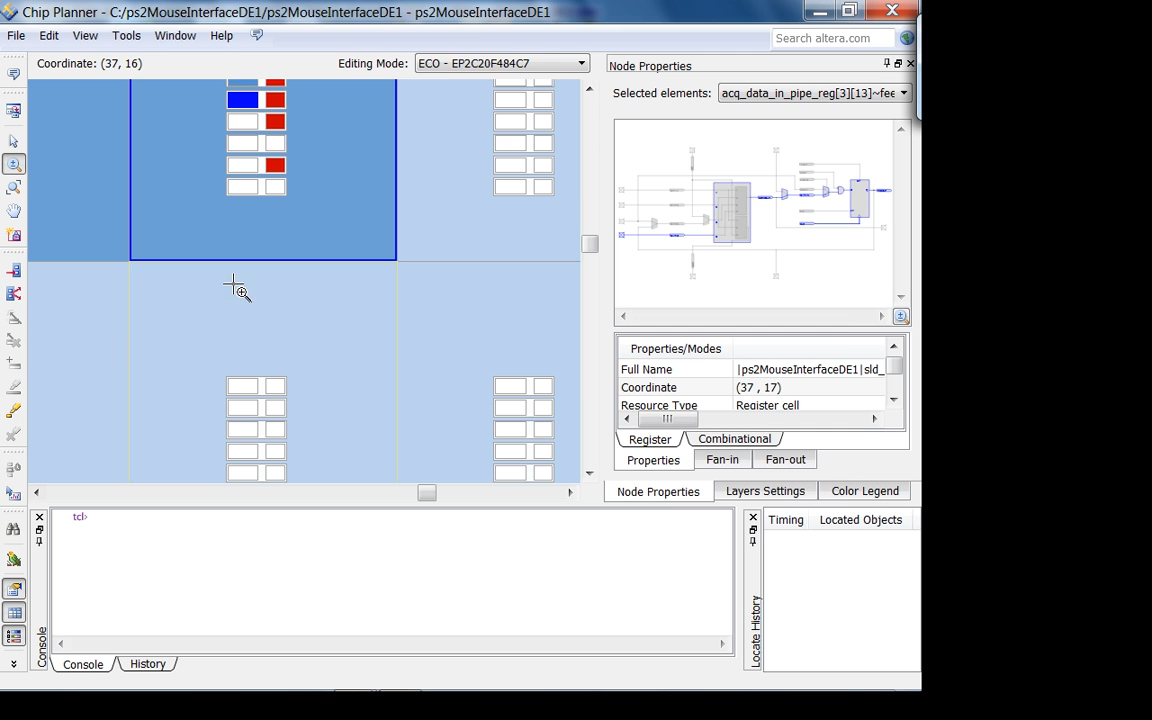 Chip Planner - C:/ps2MouseInterfaceDE1/ps2MouseInterfaceDE1 - ps2MouseInterfaceDE1
File Edit View Tools Window Help
Search altera.com
Coordinate: (37, 16)
Editing Mode: ECO - EP2C20F484C7
Node Properties
Selected elements: acq_data_in_pipe_reg[3][13]~fee
Properties/Modes
Full Name |ps2MouseInterfaceDE1|sld_
Coordinate (37 , 17)
Resource Type Register cell
Register Combinational
Properties Fan-in Fan-out
Node Properties Layers Settings Color Legend
tcl>
Timing Located Objects
Console
Locate History
Console History